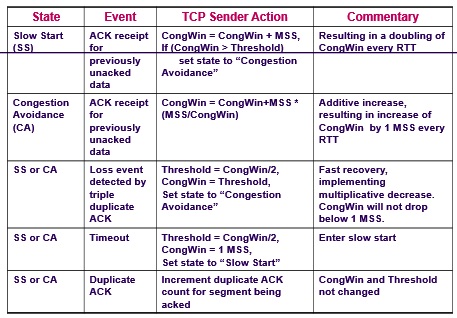 State Event TCP Sender Action Commentary
Slow Start
(SS)
ACK receipt
for
previously
unacked
data
CongWin = CongWin + MSS,
If (CongWin > Threshold)
set state to “Congestion
Avoidance”
Resulting in a doubling of
CongWin every RTT
Congestion
Avoidance
(CA)
ACK receipt
for
previously
unacked
data
CongWin = CongWin+MSS *
(MSS/CongWin)
Additive increase,
resulting in increase of
CongWin by 1 MSS every
RTT
SS or CA
Loss event
detected by
triple
duplicate
ACK
Threshold = CongWin/2,
CongWin = Threshold,
Set state to “Congestion
Avoidance”
Fast recovery,
implementing
multiplicative decrease.
CongWin will not drop
below 1 MSS.
SS or CA
Timeout
Threshold = CongWin/2,
CongWin = 1 MSS,
Set state to “Slow Start”
Enter slow start
SS or CA
Duplicate
ACK
Increment duplicate ACK
count for segment being
acked
CongWin and Threshold
not changed